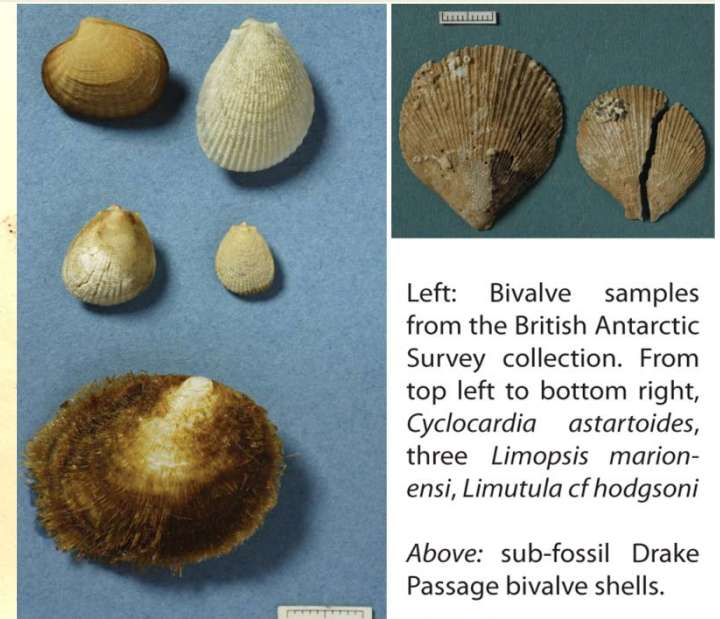 Left: Bivalve samples
from the British Antarctic
Survey collection. From
top left to bottom right,
Cyclocardia astartoides,
three Limopsis marion-
ensi, Limutula cf hodgsoni
Above: sub-fossil Drake
Passage bivalve shells.